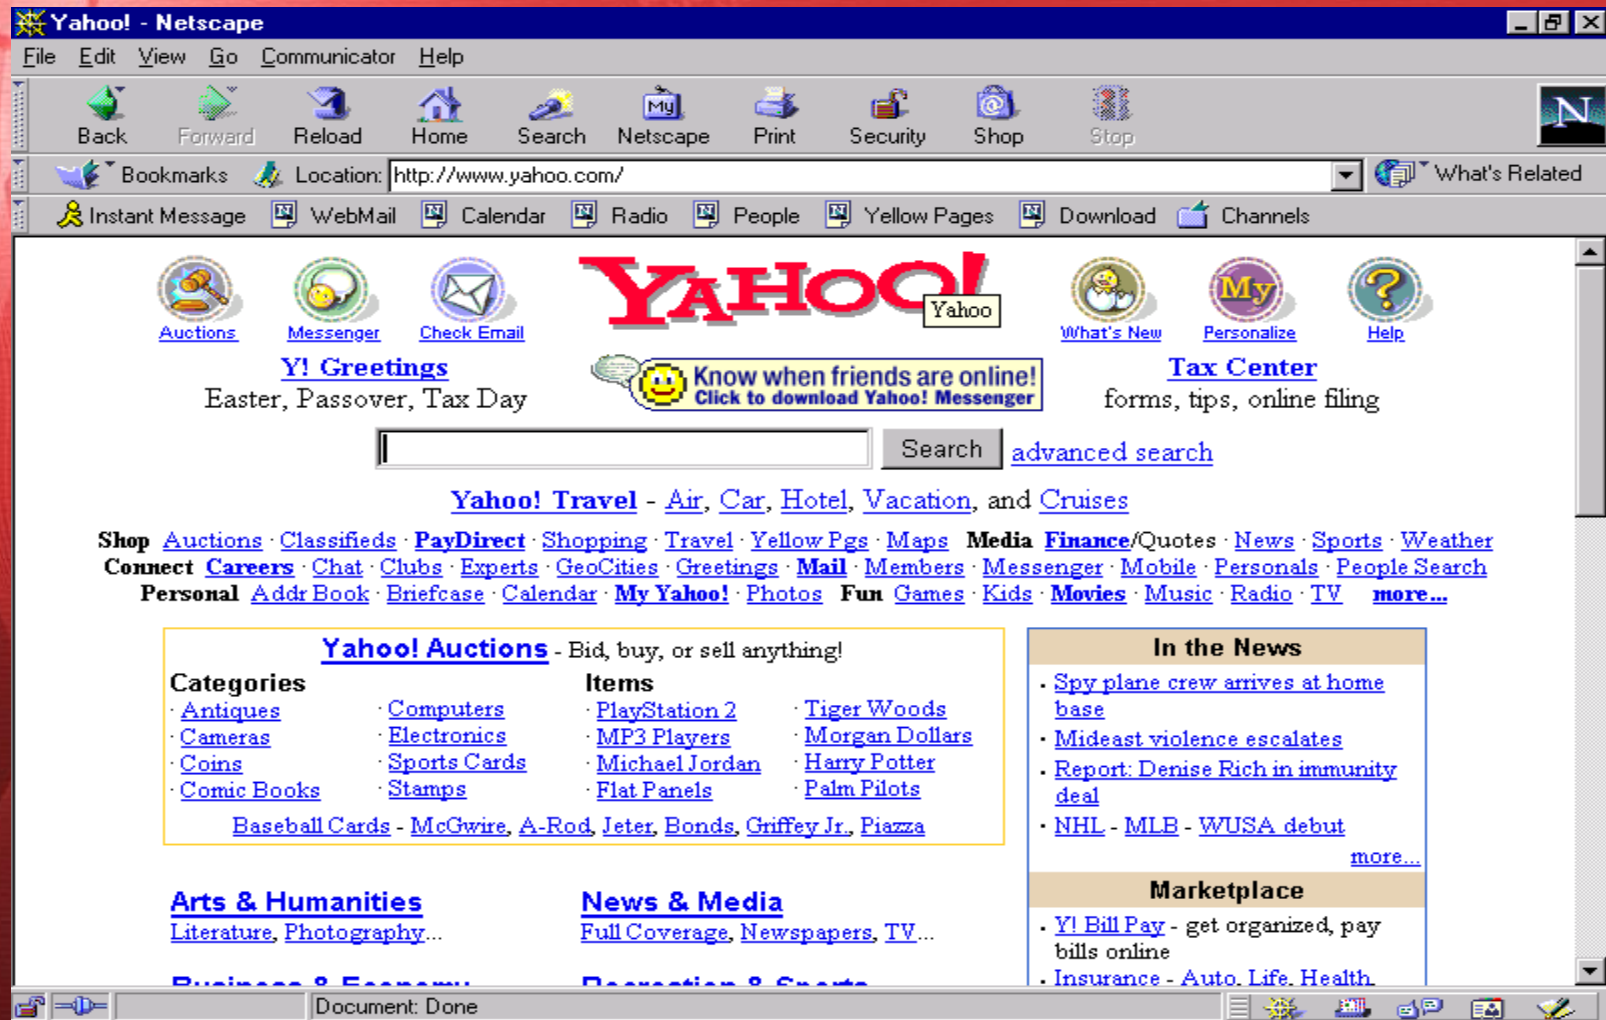 Yahoo! - Netscape
File Edit View Go Communicator Help
Back Forward Reload Home Search Netscape Print Security Shop Stop
My
N
Bookmarks Location: http://www.yahoo.com/ What's Related
Instant Message WebMail Calendar Radio People Yellow Pages Download Channels
YAHOO!
My
?
Yahoo
Auctions Messenger Check Email What's New Personalize Help
Y! Greetings
Easter, Passover, Tax Day
Know when friends are online!
Click to download Yahoo! Messenger
Tax Center
forms, tips, online filing
Search advanced search
Yahoo! Travel - Air, Car, Hotel, Vacation, and Cruises
Shop Auctions · Classifieds · PayDirect · Shopping · Travel · Yellow Pgs · Maps Media Finance/Quotes · News · Sports · Weather
Connect Careers · Chat · Clubs · Experts · GeoCities · Greetings · Mail · Members · Messenger · Mobile · Personals · People Search
Personal Addr Book · Briefcase · Calendar · My Yahoo! · Photos Fun Games · Kids · Movies · Music · Radio · TV more...
Yahoo! Auctions - Bid, buy, or sell anything!
Categories Items
· Antiques · Computers · PlayStation 2 · Tiger Woods
· Cameras · Electronics · MP3 Players · Morgan Dollars
· Coins · Sports Cards · Michael Jordan · Harry Potter
· Comic Books · Stamps · Flat Panels · Palm Pilots
Baseball Cards - McGwire, A-Rod, Jeter, Bonds, Griffey Jr., Piazza
In the News
· Spy plane crew arrives at home
base
· Mideast violence escalates
· Report: Denise Rich in immunity
deal
· NHL - MLB - WUSA debut
more...
Marketplace
· Y! Bill Pay - get organized, pay
bills online
· Insurance - Auto, Life, Health,
Arts & Humanities
Literature, Photography...
News & Media
Full Coverage, Newspapers, TV...
Business & Economy
Recreation & Sports
Document: Done